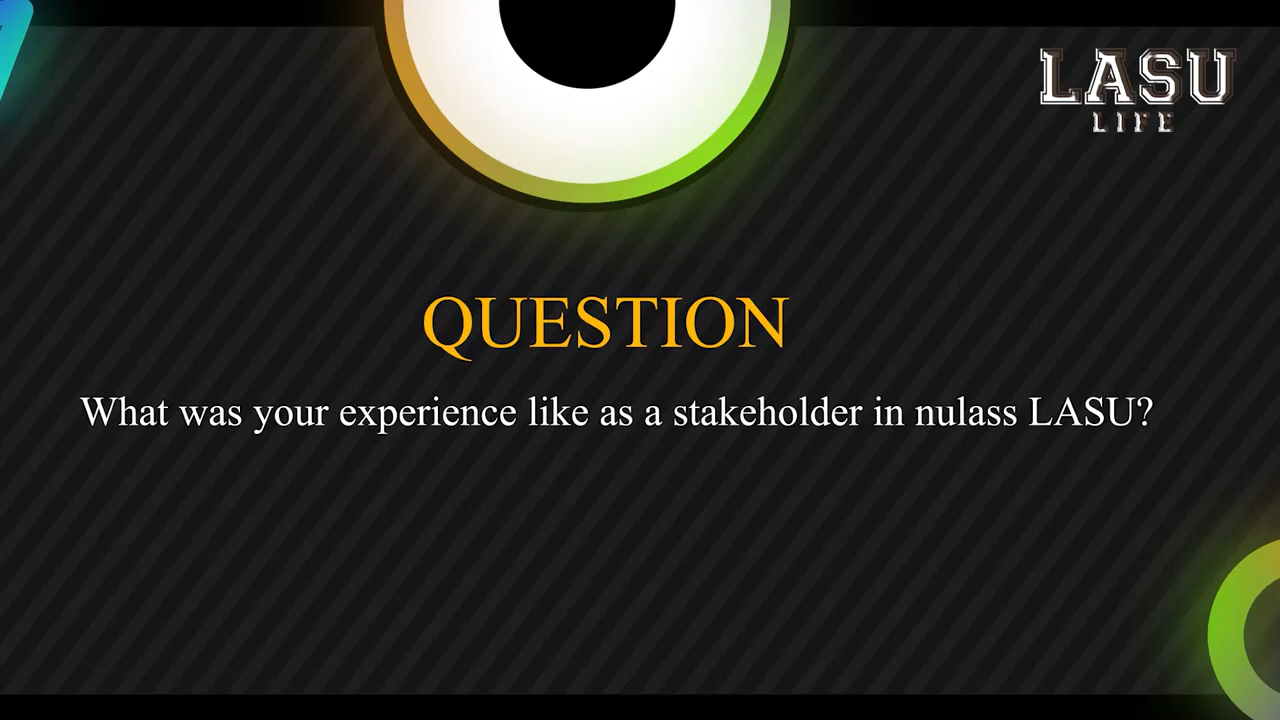 LASU
LIFE
QUESTION
What was your experience like as a stakeholder in nulass LASU?